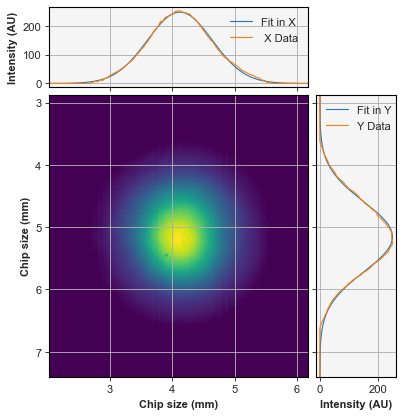 Intensity (AU)
200
100
0
Fit in X
X Data
Chip size (mm)
3
4
5
6
7
3
4
5
6
Chip size (mm)
Fit in Y
Y Data
0
200
Intensity (AU)